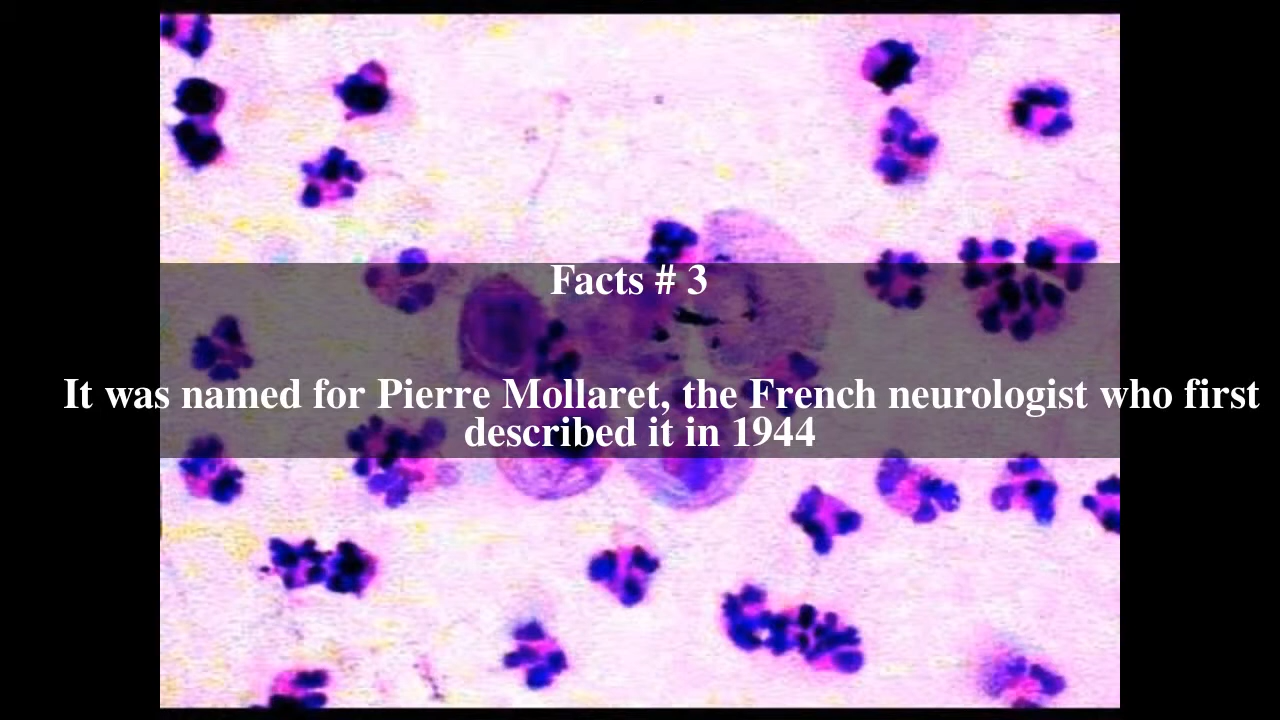 Facts # 3
It was named for Pierre Mollaret, the French neurologist who first
described it in 1944